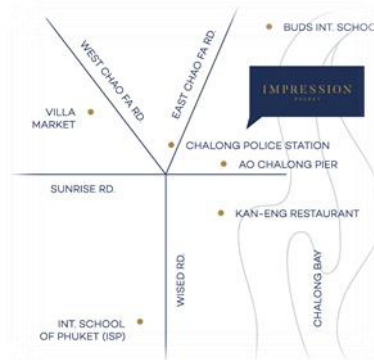 BUDS INT. SCHOO
WEST CHAO FA RD.
EAST CHAO FA RD.
IMPRESSION
PHUKET
VILLA
MARKET
CHALONG POLICE STATION
AO CHALONG PIER
SUNRISE RD.
KAN-ENG RESTAURANT
WISED RD.
CHALONG BAY
INT. SCHOOL
OF PHUKET (ISP)